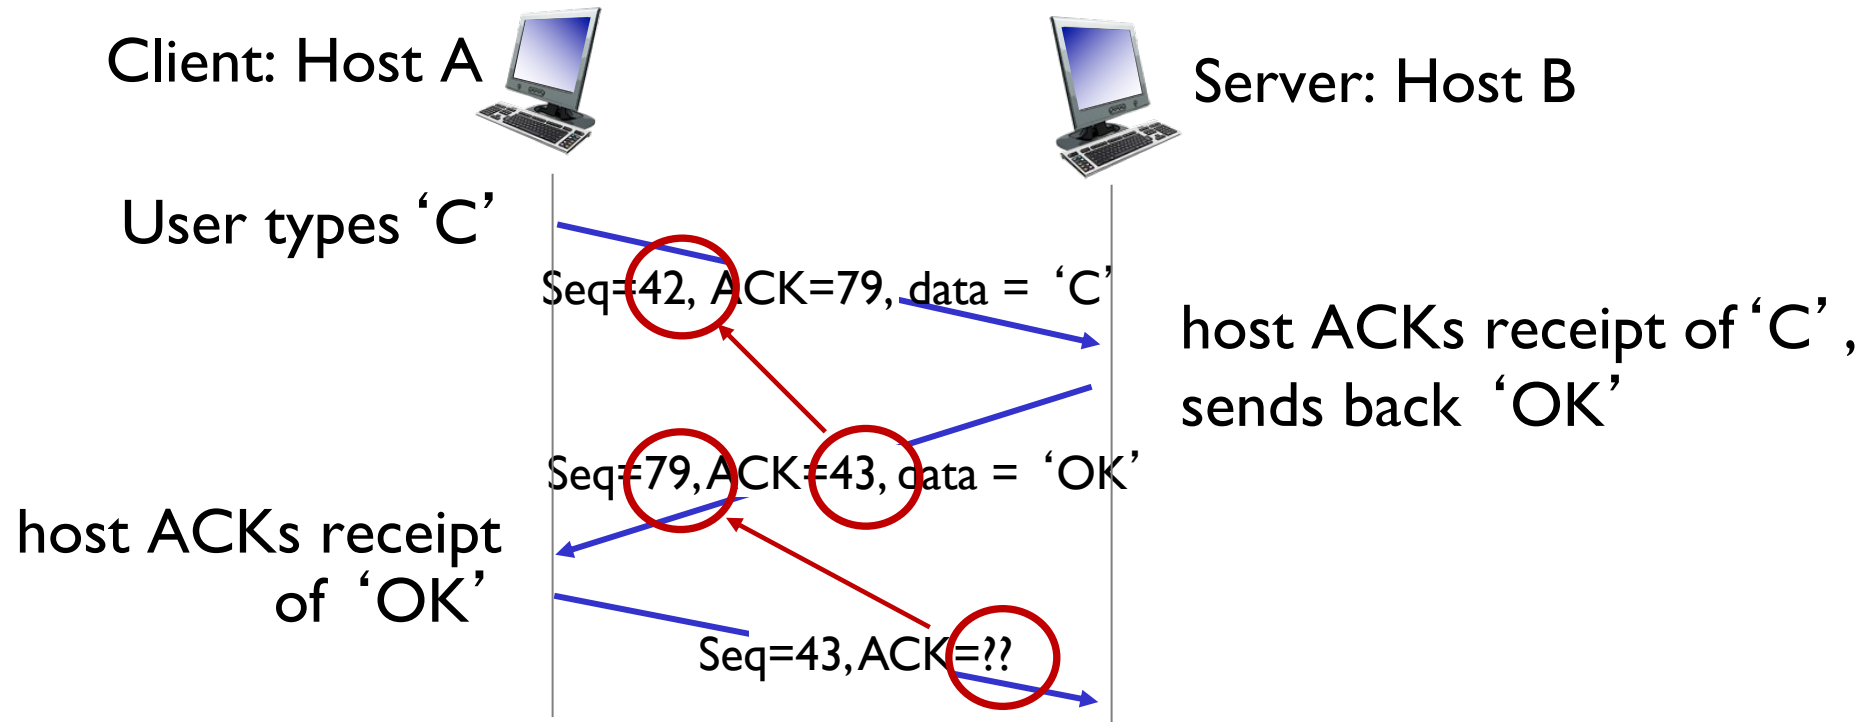 Client: Host A
Server: Host B
User types ‘C’
Seq=42, ACK=79, data = ‘C’
host ACKs receipt of ‘C’,
sends back ‘OK’
Seq=79, ACK=43, data = ‘OK’
host ACKs receipt
of ‘OK’
Seq=43, ACK=??